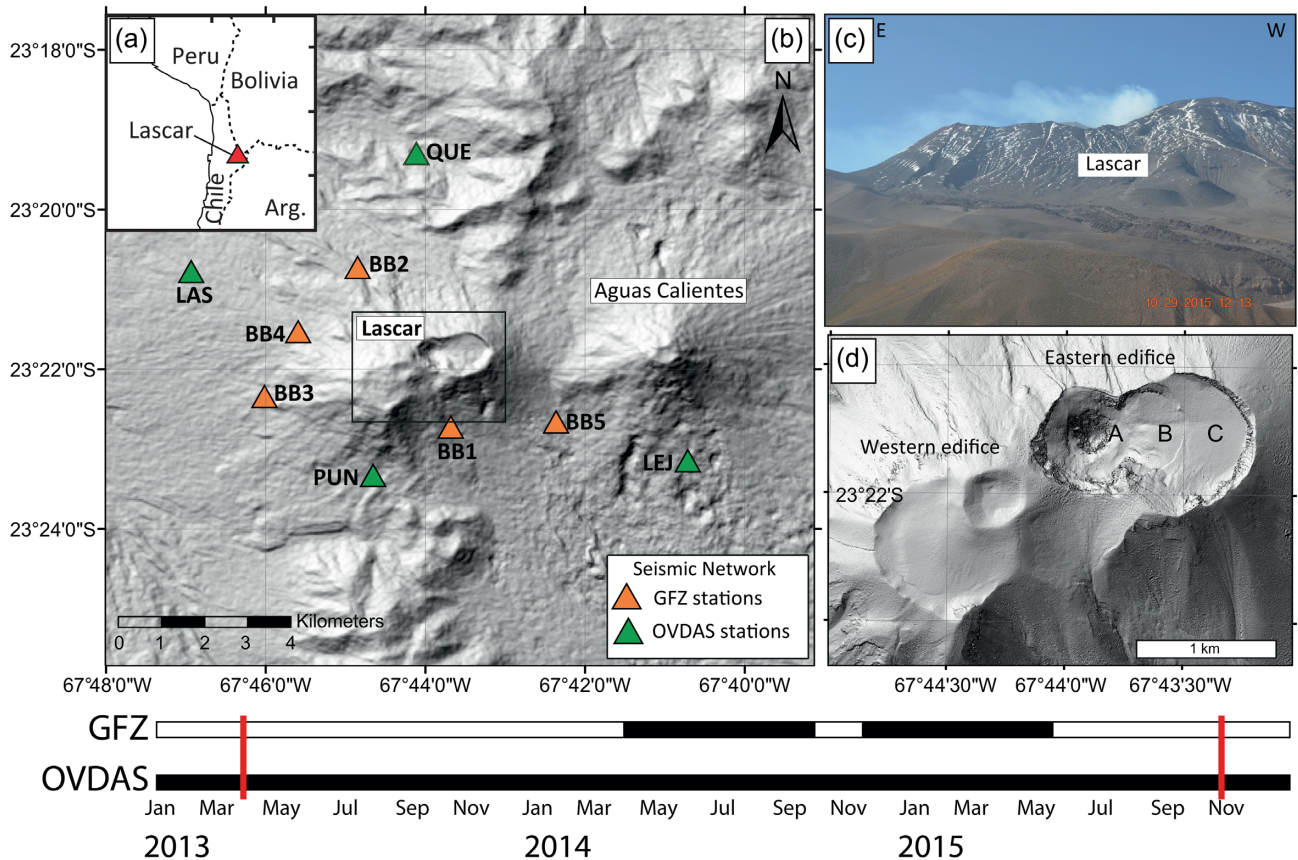 (a)
Peru
Bolivia
Lascar
Chile
Arg.
(b)
N
23°18'0"S
23°20'0"S
23°22'0"S
23°24'0"S
QUE
LAS
BB2
BB4
BB3
Lascar
Aguas Calientes
BB1
BB5
PUN
LEJ
Kilometers
0 1 2 3 4
Seismic Network
GFZ stations
OVDAS stations
67°48'0"W 67°46'0"W 67°44'0"W 67°42'0"W 67°40'0"W
(c)
E W
Lascar
10 29 2015 12 13
(d)
Eastern edifice
A B C
Western edifice
23°22'S
1 km
67°44'30"W 67°44'0"W 67°43'30"W
GFZ
OVDAS
Jan Mar May Jul Sep Nov Jan Mar May Jul Sep Nov Jan Mar May Jul Sep Nov
2013 2014 2015